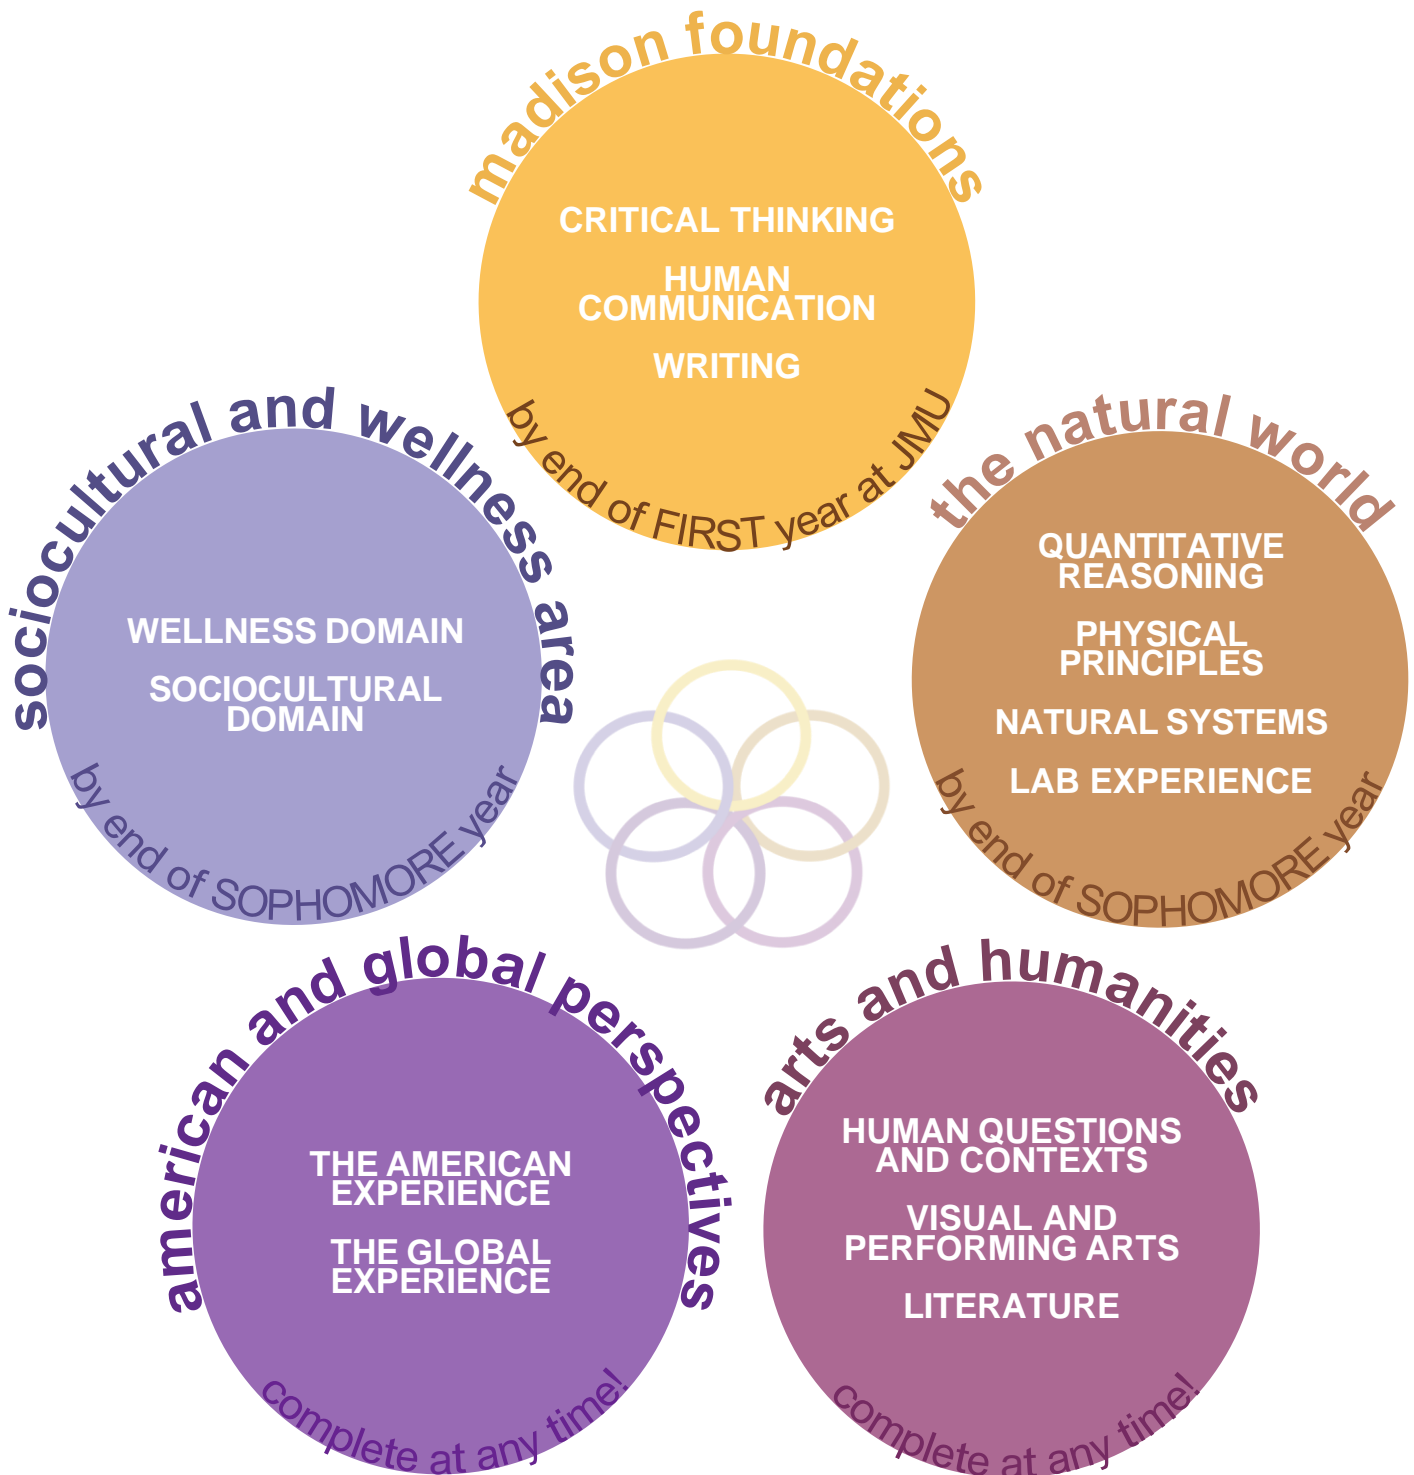 madison foundations
CRITICAL THINKING
HUMAN
COMMUNICATION
WRITING
by end of FIRST year at JMU
sociocultural and wellness area
WELLNESS DOMAIN
SOCIOCULTURAL
DOMAIN
by end of SOPHOMORE year
the natural world
QUANTITATIVE
REASONING
PHYSICAL
PRINCIPLES
NATURAL SYSTEMS
LAB EXPERIENCE
by end of SOPHOMORE year
american and global perspectives
THE AMERICAN
EXPERIENCE
THE GLOBAL
EXPERIENCE
complete at any time!
arts and humanities
HUMAN QUESTIONS
AND CONTEXTS
VISUAL AND
PERFORMING ARTS
LITERATURE
complete at any time!